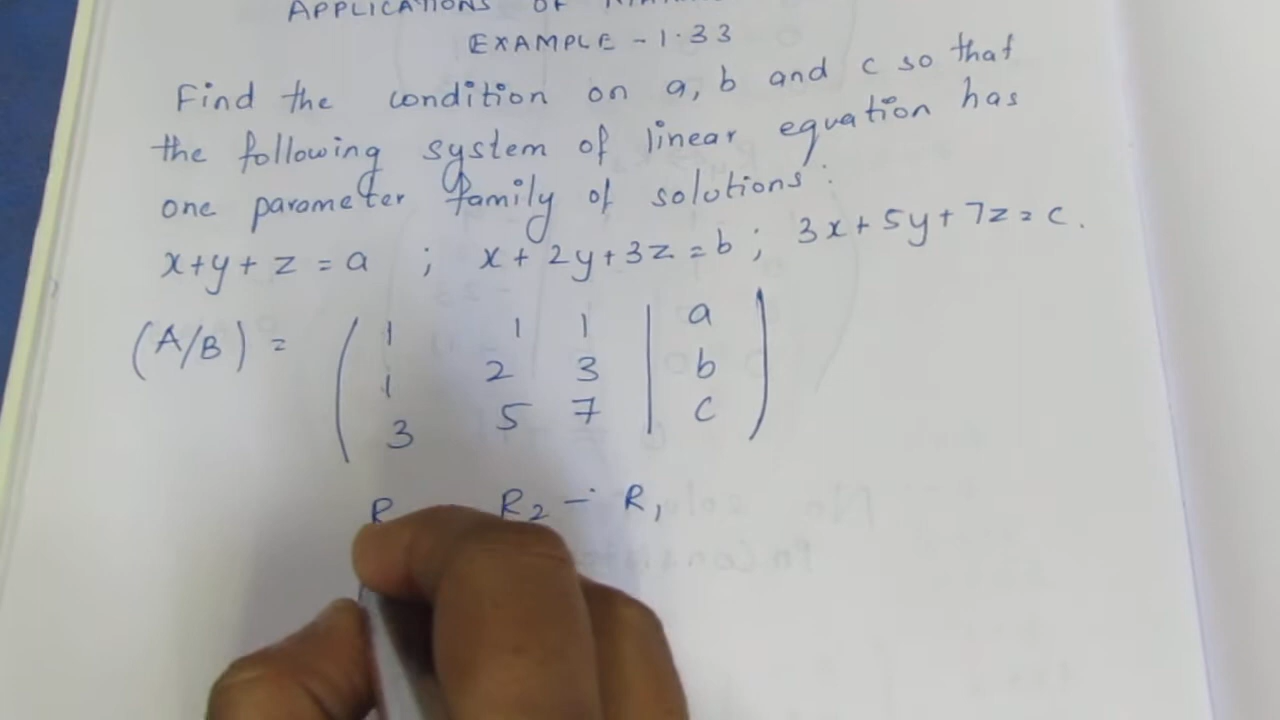 APPLICATIONS OF
EXAMPLE - 1.33
Find the condition on a, b and c so that
the following system of linear equation has
one parameter family of solutions:
x+y+z=a ; x+2y+3z=b ; 3x+5y+7z=c.
(A/B) = ( 1 1 1 | a )
1 2 3 | b
3 5 7 | c
R R2 - R1